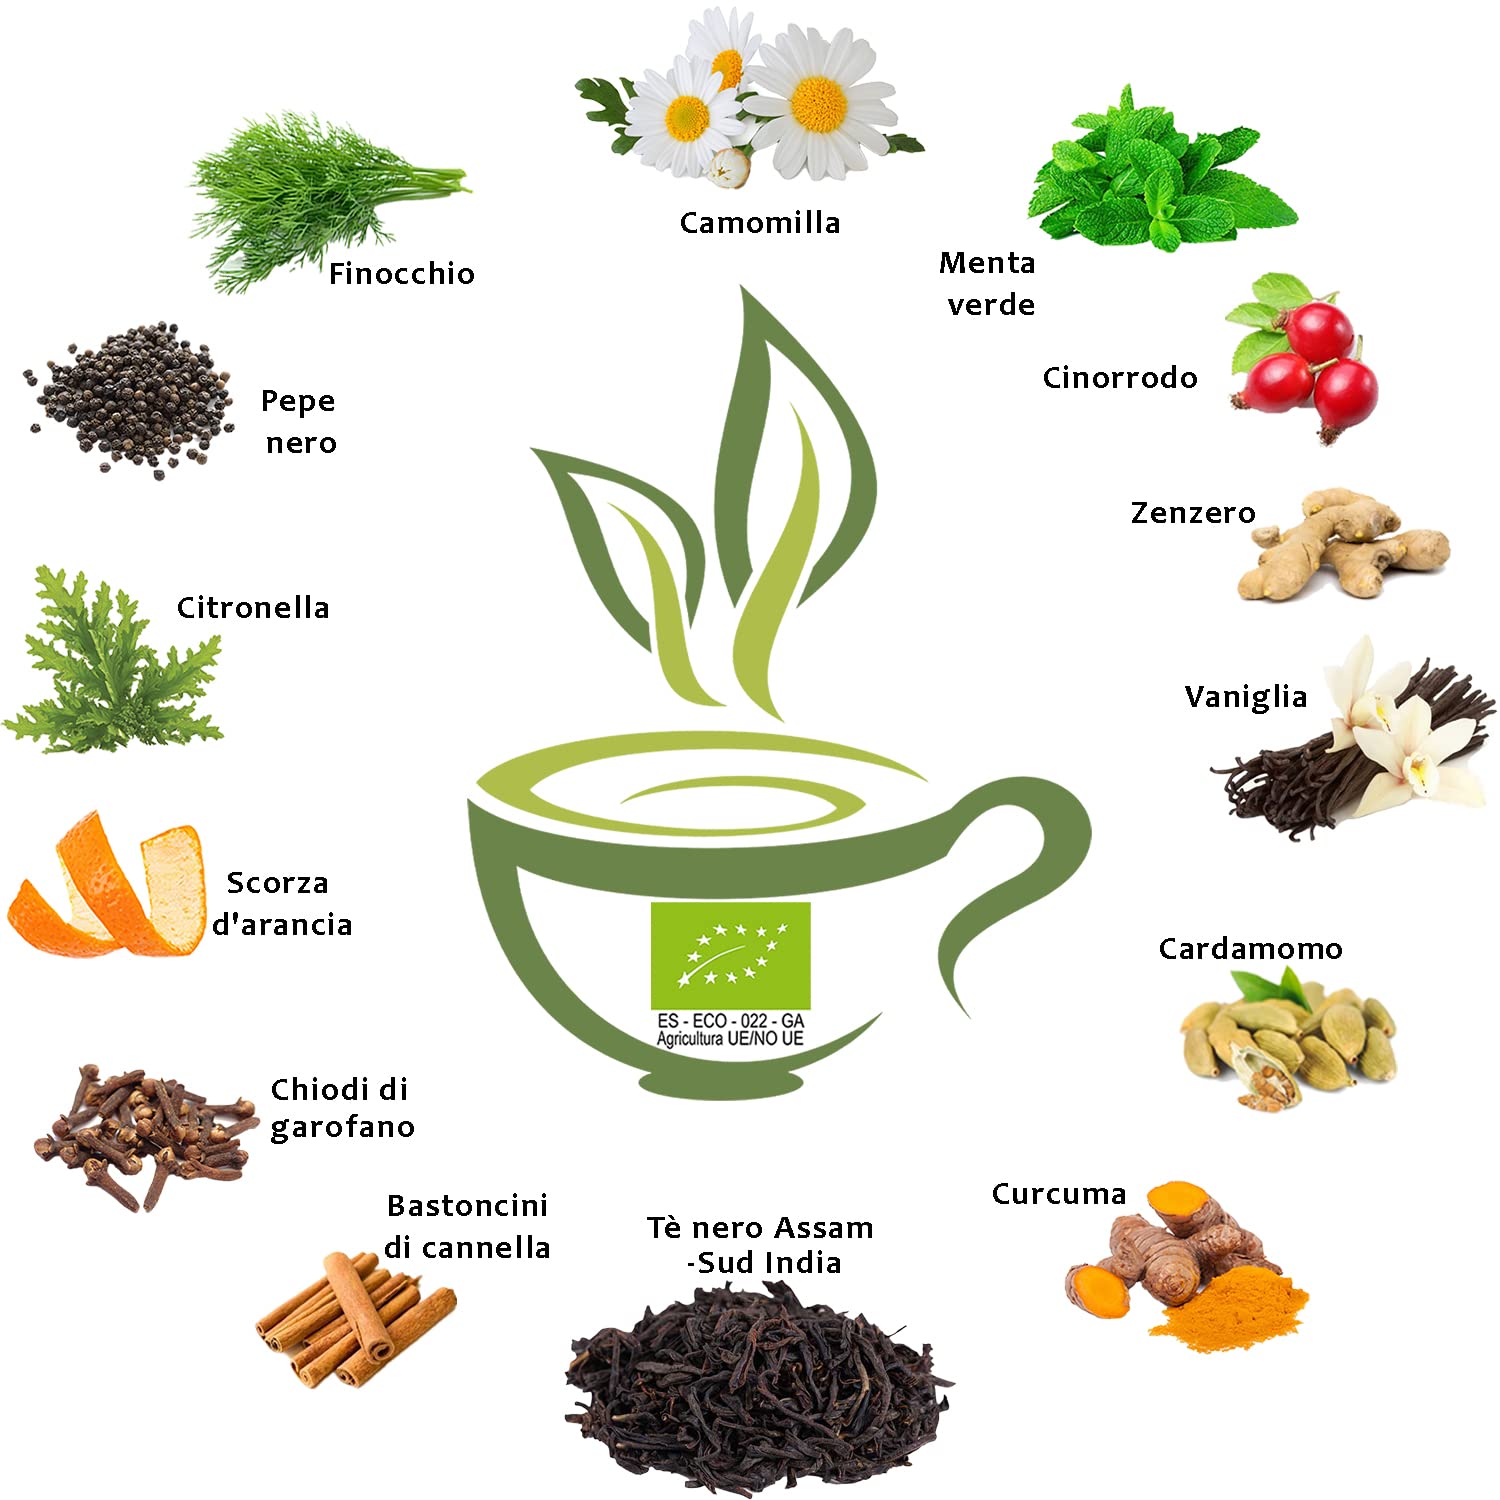 Camomilla
Finocchio
Menta
verde
Cinorrodo
Pepe
nero
Zenzero
Citronella
Vaniglia
Scorza
d'arancia
Cardamomo
ES - ECO - 022 - GA
Agricultura UE/NO UE
Chiodi di
garofano
Bastoncini
di cannella
Tè nero Assam
-Sud India
Curcuma